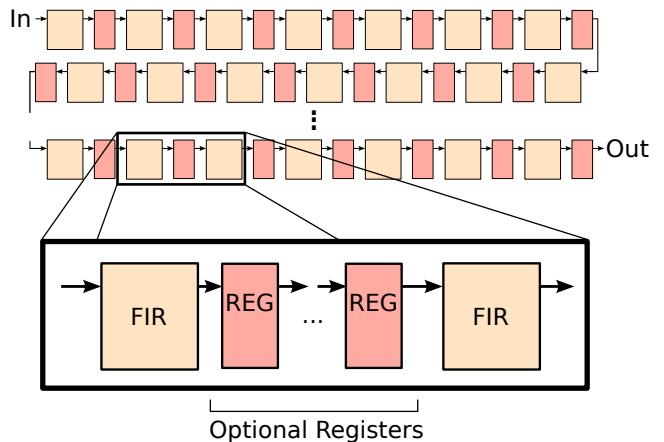 In
Out
FIR
REG
...
REG
FIR
Optional Registers